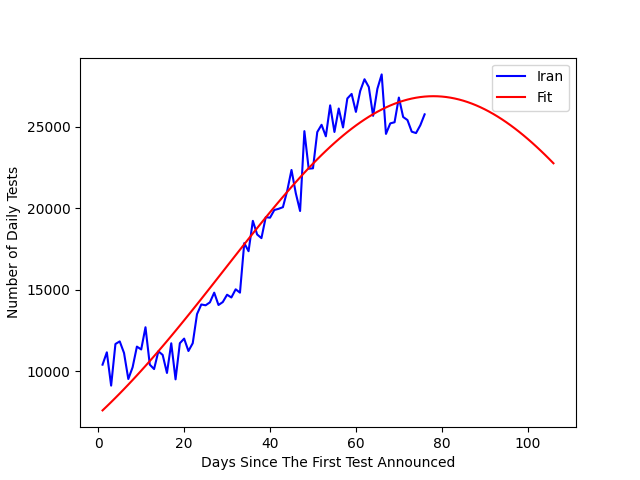 Iran
Fit
25000
20000
15000
10000
Number of Daily Tests
0 20 40 60 80 100
Days Since The First Test Announced